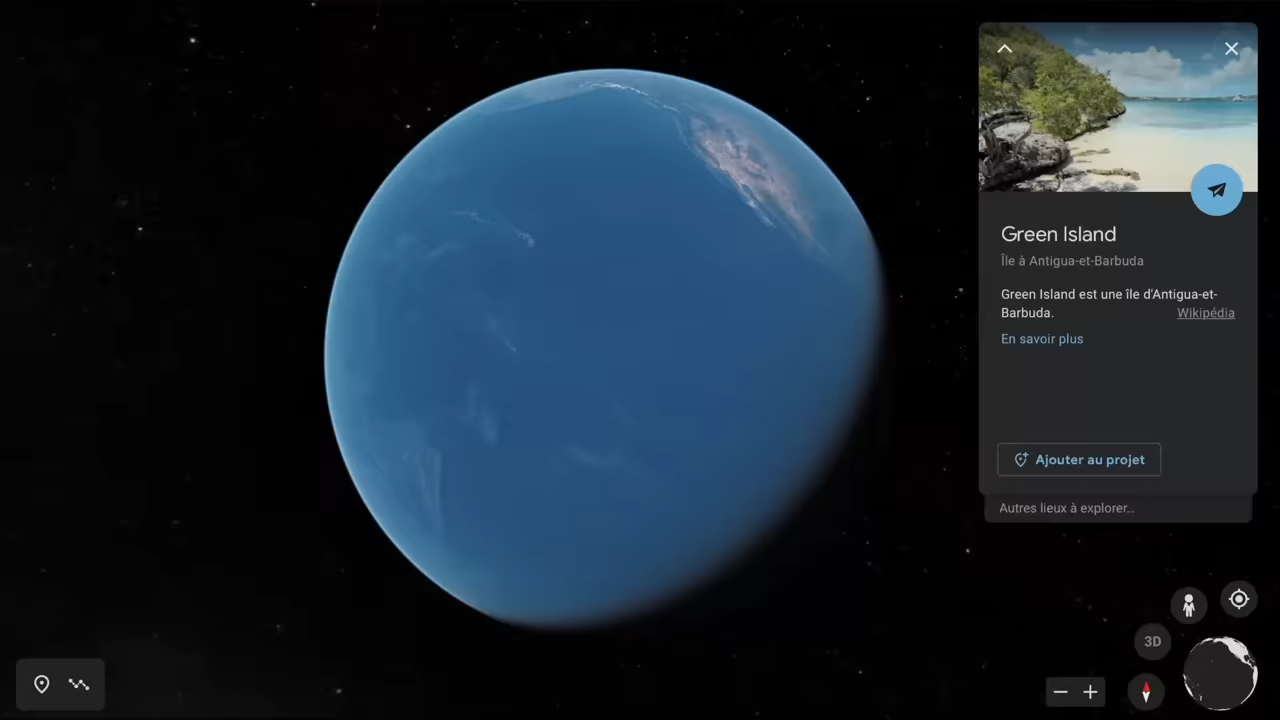 Green Island
Île à Antigua-et-Barbuda
Green Island est une île d'Antigua-et-
Barbuda. Wikipédia
En savoir plus
Ajouter au projet
Autres lieux à explorer...
3D